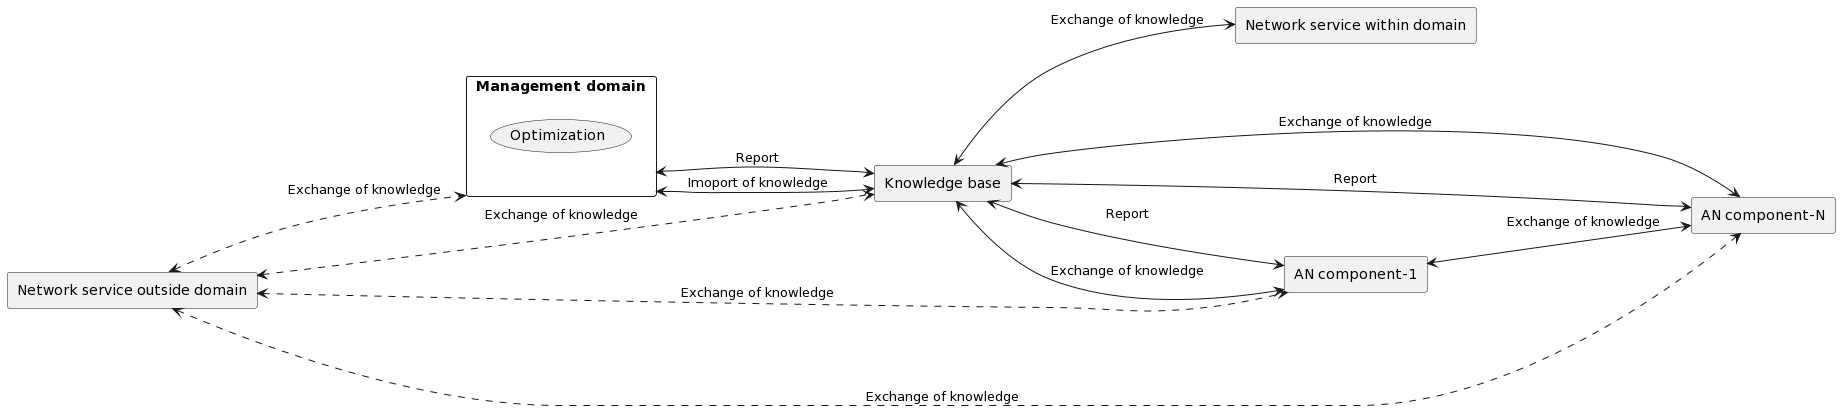 Exchange of knowledge
Network service within domain
Management domain
Optimization
Exchange of knowledge
Report
Imoport of knowledge
Knowledge base
Report
Exchange of knowledge
Exchange of knowledge
Report
Exchange of knowledge
AN component-N
Exchange of knowledge
AN component-1
Network service outside domain
Exchange of knowledge
Exchange of knowledge